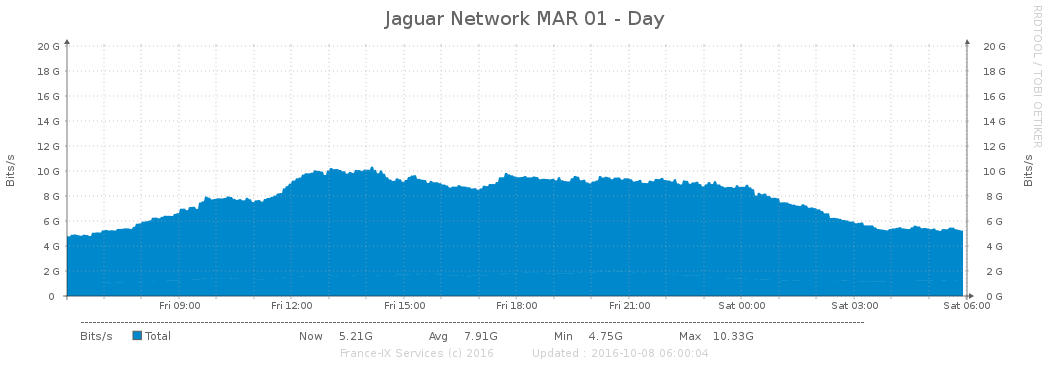 Jaguar Network MAR 01 - Day
RRDTOOL / TOBI OETIKER
Bits/s
Bits/s
20 G 20 G
18 G 18 G
16 G 16 G
14 G 14 G
12 G 12 G
10 G 10 G
8 G 8 G
6 G 6 G
4 G 4 G
2 G 2 G
0 0 G
Fri 09:00 Fri 12:00 Fri 15:00 Fri 18:00 Fri 21:00 Sat 00:00 Sat 03:00 Sat 06:00
Bits/s Total Now 5.21G Avg 7.91G Min 4.75G Max 10.33G
France-IX Services (c) 2016 Updated : 2016-10-08 06:00:04